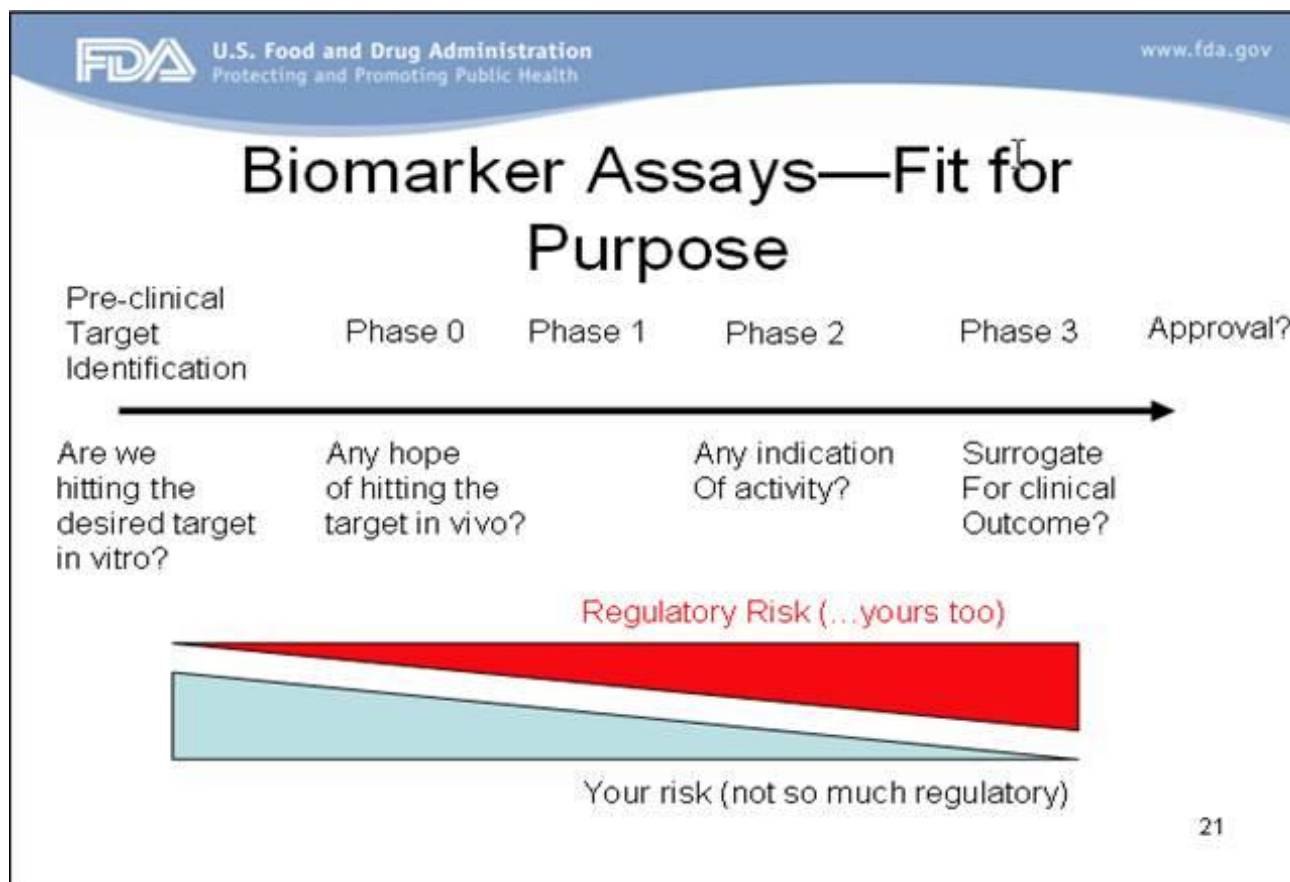 FDA
U.S. Food and Drug Administration
Protecting and Promoting Public Health
www.fda.gov
Biomarker Assays—Fit for
Purpose
Pre-clinical
Target
Identification
Phase 0
Phase 1
Phase 2
Phase 3
Approval?
Are we
hitting the
desired target
in vitro?
Any hope
of hitting the
target in vivo?
Any indication
Of activity?
Surrogate
For clinical
Outcome?
Regulatory Risk (...yours too)
Your risk (not so much regulatory)
21